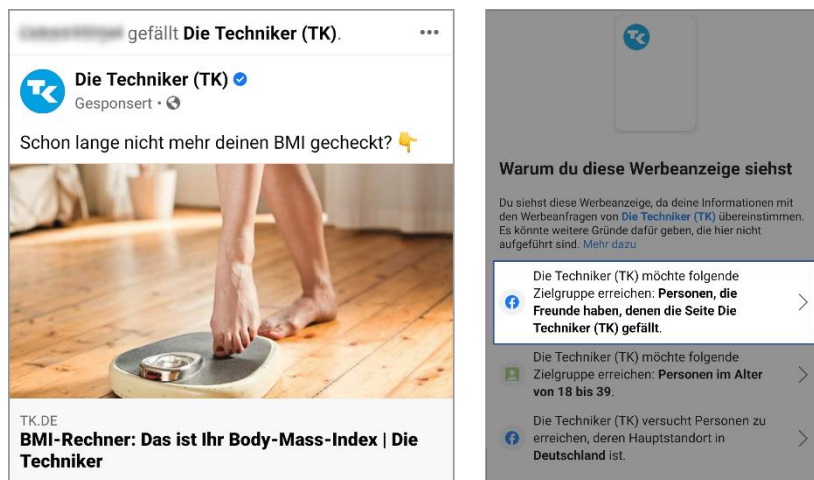 gefällt Die Techniker (TK).
Die Techniker (TK)
Gesponsert •
Schon lange nicht mehr deinen BMI gecheckt? 👇
TK.DE
BMI-Rechner: Das ist Ihr Body-Mass-Index | Die
Techniker
TK
Warum du diese Werbeanzeige siehst
Du siehst diese Werbeanzeige, da deine Informationen mit
den Werbeanfragen von Die Techniker (TK) übereinstimmen.
Es könnte weitere Gründe dafür geben, die hier nicht
aufgeführt sind. Mehr dazu
Die Techniker (TK) möchte folgende
Zielgruppe erreichen: Personen, die
Freunde haben, denen die Seite Die
Techniker (TK) gefällt.
Die Techniker (TK) möchte folgende
Zielgruppe erreichen: Personen im Alter
von 18 bis 39.
Die Techniker (TK) versucht Personen zu
erreichen, deren Hauptstandort in
Deutschland ist.